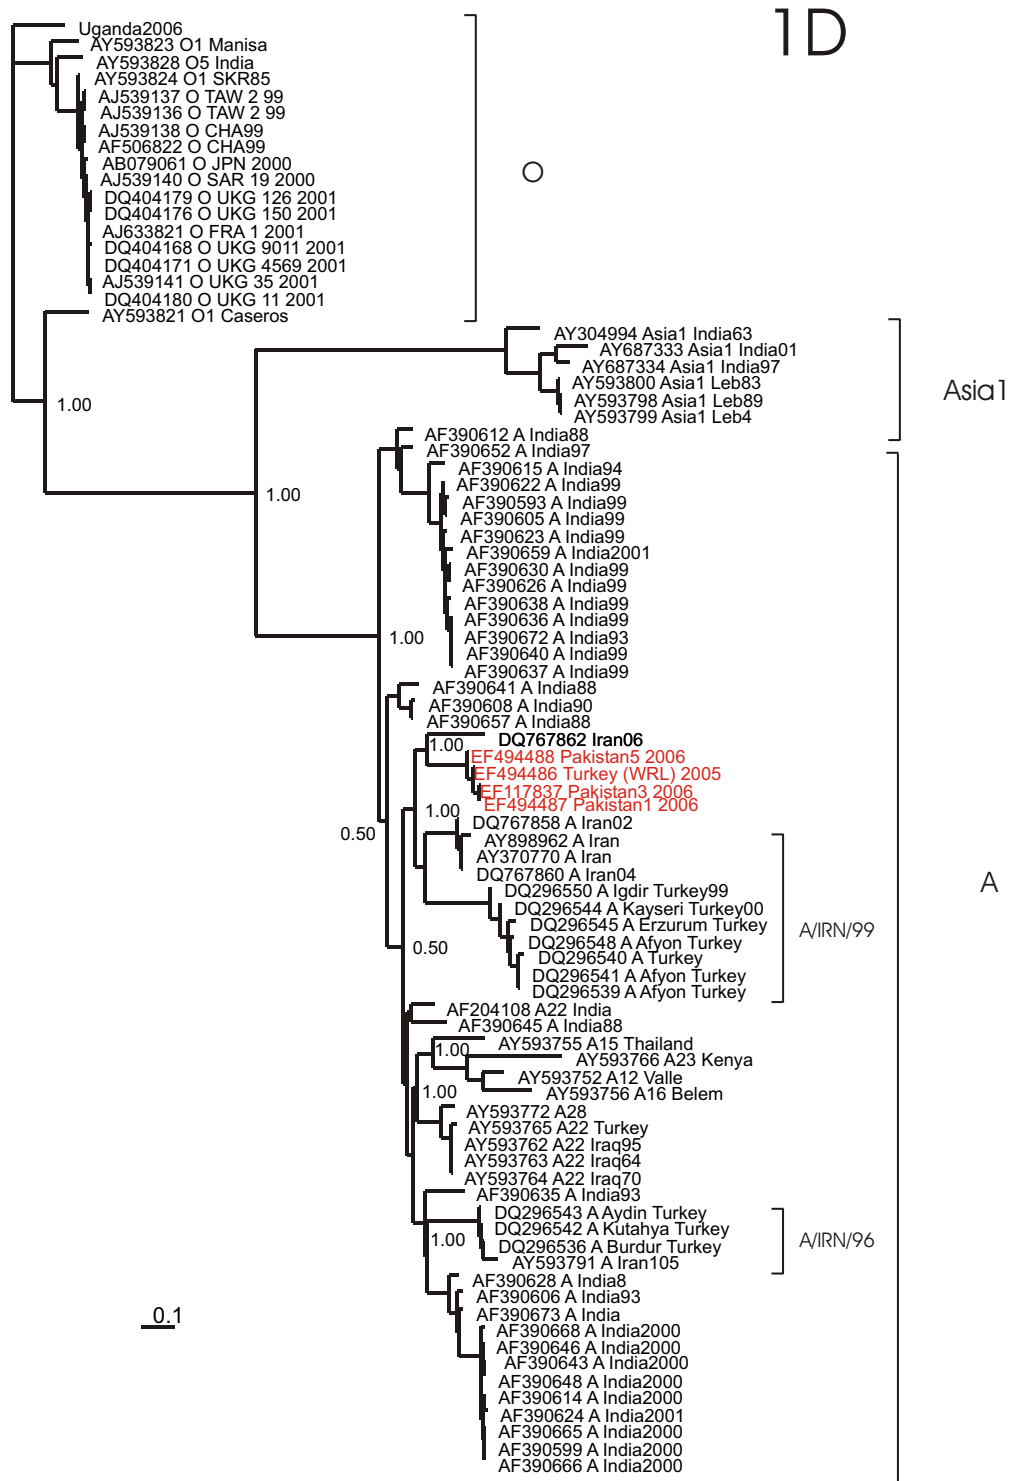 1D
Uganda2006
AY593823 O1 Manisa
AY593828 O5 India
AY593824 O1 SKR85
AJ539137 O TAW 2 99
AJ539136 O TAW 2 99
AJ539138 O CHA99
AF506822 O CHA99
AB079061 O JPN 2000
AJ539140 O SAR 19 2000
DQ404179 O UKG 126 2001
DQ404176 O UKG 150 2001
AJ633821 O FRA 1 2001
DQ404168 O UKG 9011 2001
DQ404171 O UKG 4569 2001
AJ539141 O UKG 35 2001
DQ404180 O UKG 11 2001
AY593821 O1 Caseros
O
AY304994 Asia1 India63
AY687333 Asia1 India01
AY687334 Asia1 India97
AY593800 Asia1 Leb83
AY593798 Asia1 Leb89
AY593799 Asia1 Leb4
Asia1
1.00
AF390612 A India88
AF390652 A India97
AF390615 A India94
AF390622 A India99
AF390593 A India99
AF390605 A India99
AF390623 A India99
AF390659 A India2001
AF390630 A India99
AF390626 A India99
AF390638 A India99
AF390636 A India99
AF390672 A India93
AF390640 A India99
AF390637 A India99
1.00
1.00
AF390641 A India88
AF390608 A India90
AF390657 A India88
DQ767862 Iran06
1.00
EF494488 Pakistan5 2006
EF494486 Turkey (WRL) 2005
EF117837 Pakistan3 2006
EF494487 Pakistan1 2006
1.00
0.50
DQ767858 A Iran02
AY898962 A Iran
AY370770 A Iran
DQ767860 A Iran04
DQ296550 A Igdir Turkey99
DQ296544 A Kayseri Turkey00
DQ296545 A Erzurum Turkey
DQ296548 A Afyon Turkey
DQ296540 A Turkey
DQ296541 A Afyon Turkey
DQ296539 A Afyon Turkey
A/IRN/99
A
0.50
AF204108 A22 India
AF390645 A India88
AY593755 A15 Thailand
1.00
AY593766 A23 Kenya
AY593752 A12 Valle
AY593756 A16 Belem
1.00
AY593772 A28
AY593765 A22 Turkey
AY593762 A22 Iraq95
AY593763 A22 Iraq64
AY593764 A22 Iraq70
AF390635 A India93
DQ296543 A Aydin Turkey
DQ296542 A Kutahya Turkey
DQ296536 A Burdur Turkey
AY593791 A Iran105
1.00
A/IRN/96
AF390628 A India8
AF390606 A India93
AF390673 A India
AF390668 A India2000
AF390646 A India2000
AF390643 A India2000
AF390648 A India2000
AF390614 A India2000
AF390624 A India2001
AF390665 A India2000
AF390599 A India2000
AF390666 A India2000
0.1